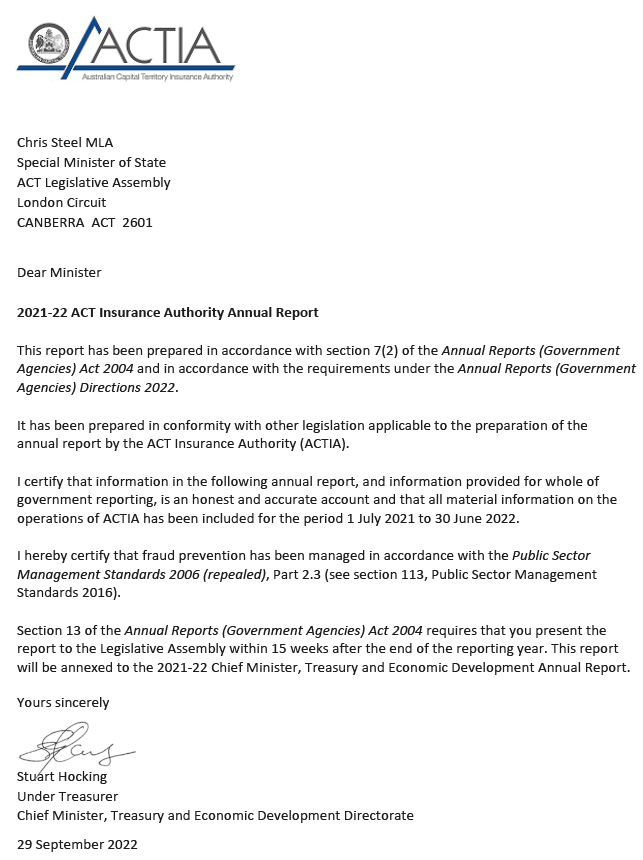 ACTIA
Australian Capital Territory Insurance Authority
Chris Steel MLA
Special Minister of State
ACT Legislative Assembly
London Circuit
CANBERRA ACT 2601
Dear Minister
2021-22 ACT Insurance Authority Annual Report
This report has been prepared in accordance with section 7(2) of the Annual Reports (Government
Agencies) Act 2004 and in accordance with the requirements under the Annual Reports (Government
Agencies) Directions 2022.
It has been prepared in conformity with other legislation applicable to the preparation of the
annual report by the ACT Insurance Authority (ACTIA).
I certify that information in the following annual report, and information provided for whole of
government reporting, is an honest and accurate account and that all material information on the
operations of ACTIA has been included for the period 1 July 2021 to 30 June 2022.
I hereby certify that fraud prevention has been managed in accordance with the Public Sector
Management Standards 2006 (repealed), Part 2.3 (see section 113, Public Sector Management
Standards 2016).
Section 13 of the Annual Reports (Government Agencies) Act 2004 requires that you present the
report to the Legislative Assembly within 15 weeks after the end of the reporting year. This report
will be annexed to the 2021-22 Chief Minister, Treasury and Economic Development Annual Report.
Yours sincerely
Stuart Hocking
Under Treasurer
Chief Minister, Treasury and Economic Development Directorate
29 September 2022